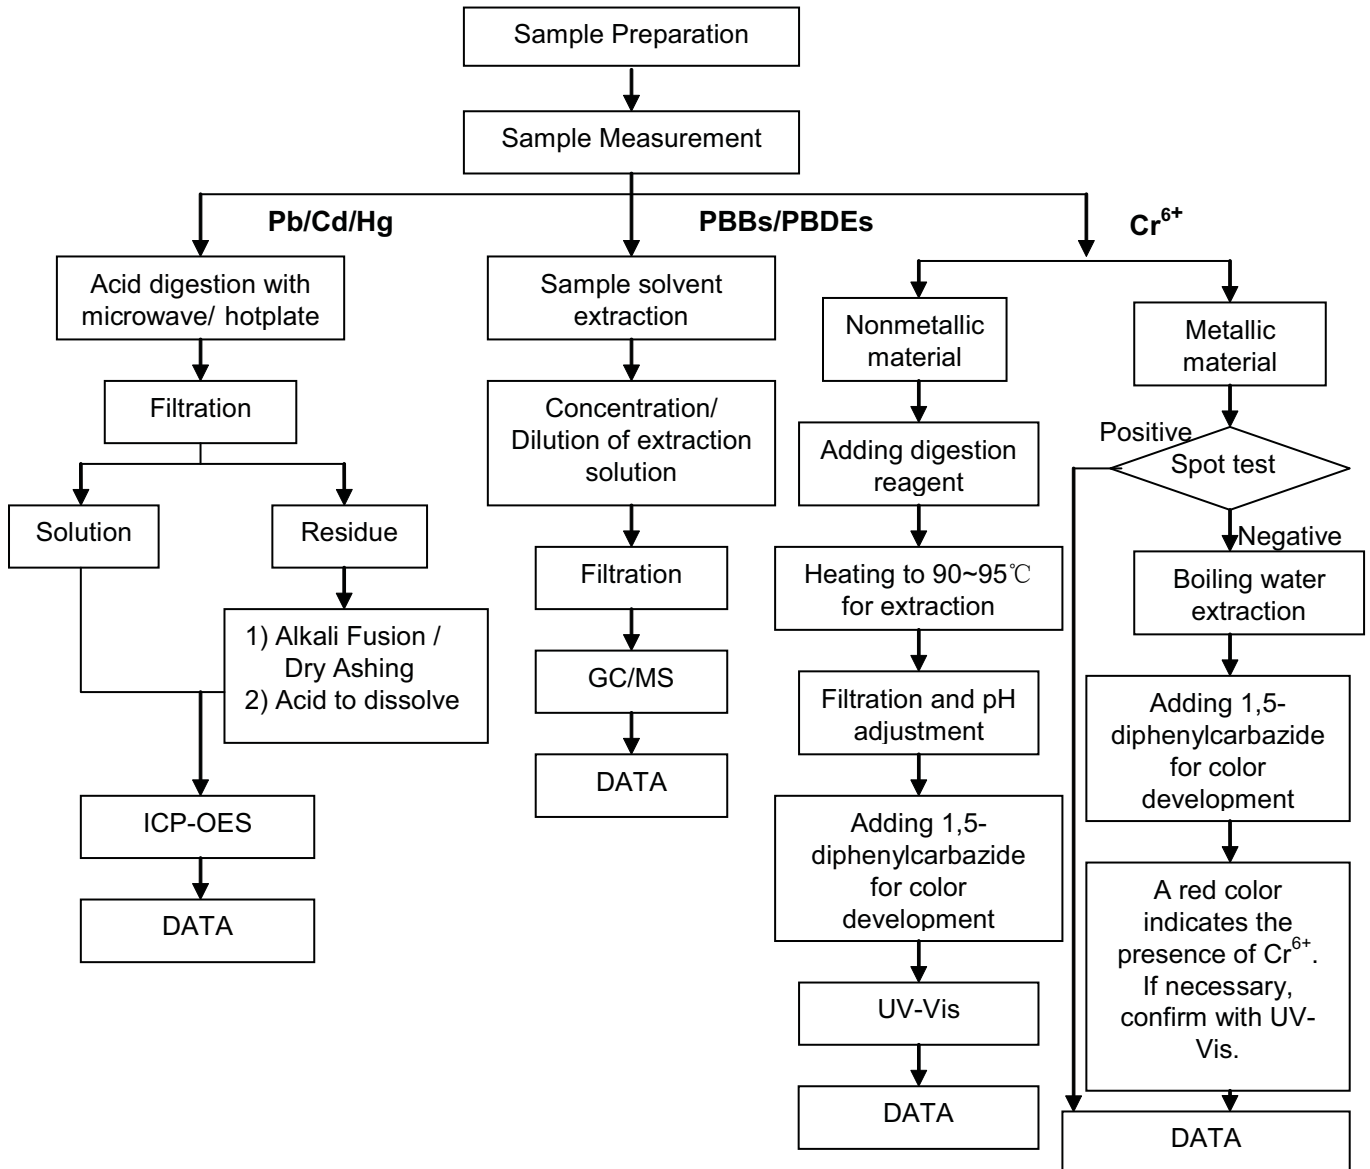 Sample Preparation
Sample Measurement
Pb/Cd/Hg
PBBs/PBDEs
Cr⁶⁺
Acid digestion with
microwave/ hotplate
Filtration
Solution
Residue
1) Alkali Fusion /
Dry Ashing
2) Acid to dissolve
ICP-OES
DATA
Sample solvent
extraction
Concentration/
Dilution of extraction
solution
Filtration
GC/MS
DATA
Nonmetallic
material
Adding digestion
reagent
Heating to 90~95℃
for extraction
Filtration and pH
adjustment
Adding 1,5-
diphenylcarbazide
for color
development
UV-Vis
DATA
Metallic
material
Positive
Spot test
Negative
Boiling water
extraction
Adding 1,5-
diphenylcarbazide
for color
development
A red color
indicates the
presence of Cr⁶⁺.
If necessary,
confirm with UV-
Vis.
DATA